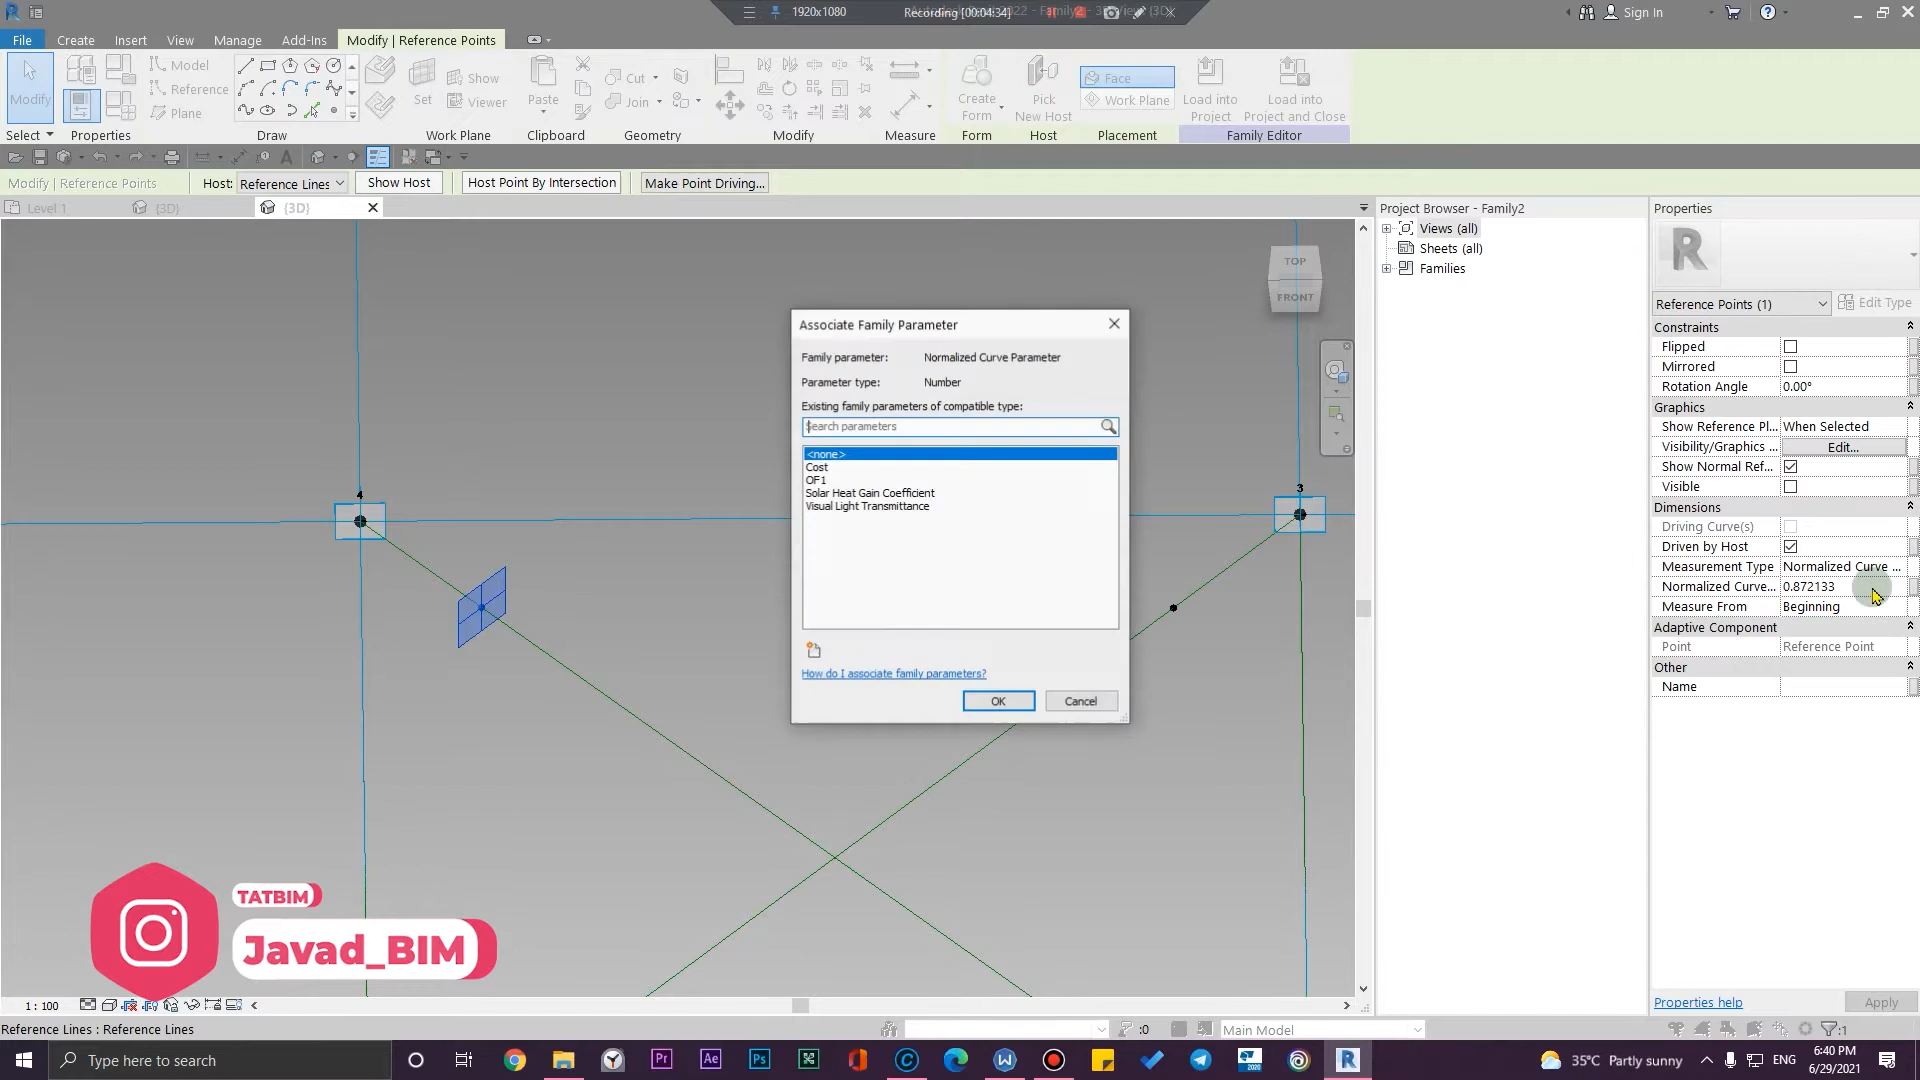 1920x1080
Recording [00:04:34]
Sign In
File
Create
Insert
View
Manage
Add-Ins
Modify | Reference Points
Modify
Model
Reference
Plane
Set
Show
Viewer
Paste
Cut
Join
Create
Form
Pick
New Host
Face
Work Plane
Load into
Project
Load into
Project and Close
Select
Properties
Draw
Work Plane
Clipboard
Geometry
Modify
Measure
Form
Host
Placement
Family Editor
Modify | Reference Points
Host:
Reference Lines
Show Host
Host Point By Intersection
Make Point Driving...
Level 1
{3D}
{3D}
Project Browser - Family2
Views (all)
Sheets (all)
Families
Properties
Reference Points (1)
Edit Type
Constraints
Flipped
Mirrored
Rotation Angle 0.00°
Graphics
Show Reference Pl... When Selected
Visibility/Graphics ... Edit...
Show Normal Ref...
Visible
Dimensions
Driving Curve(s)
Driven by Host
Measurement Type Normalized Curve ...
Normalized Curve... 0.872133
Measure From Beginning
Adaptive Component
Point Reference Point
Other
Name
Properties help
Apply
TOP
FRONT
4
3
Associate Family Parameter
Family parameter: Normalized Curve Parameter
Parameter type: Number
Existing family parameters of compatible type:
Search parameters
<none>
Cost
OF1
Solar Heat Gain Coefficient
Visual Light Transmittance
How do I associate family parameters?
OK
Cancel
TATBIM
Javad_BIM
1 : 100
Reference Lines : Reference Lines
:0
Main Model
:1
Type here to search
35°C Partly sunny
ENG
6:40 PM
6/29/2021